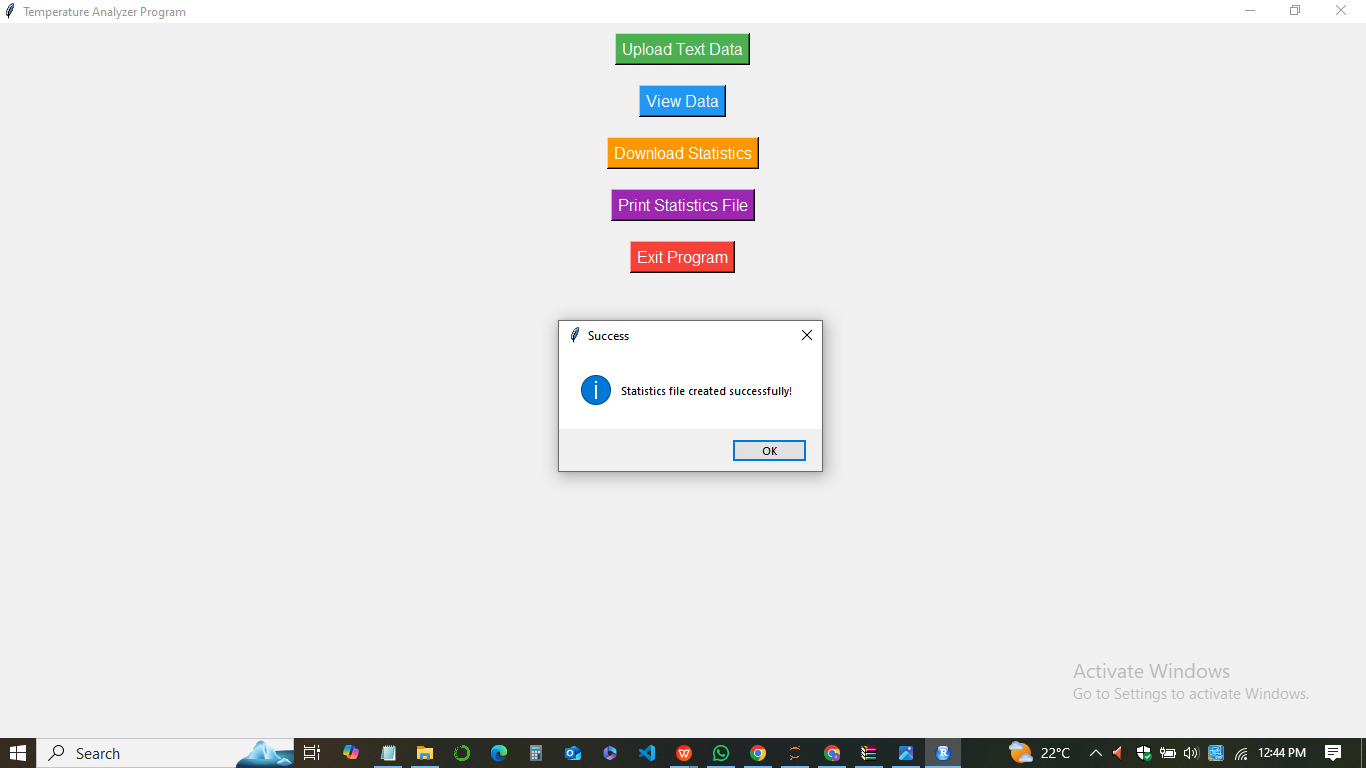 Temperature Analyzer Program
Upload Text Data
View Data
Download Statistics
Print Statistics File
Exit Program
Success
Statistics file created successfully!
OK
Activate Windows
Go to Settings to activate Windows.
Search
22°C
12:44 PM